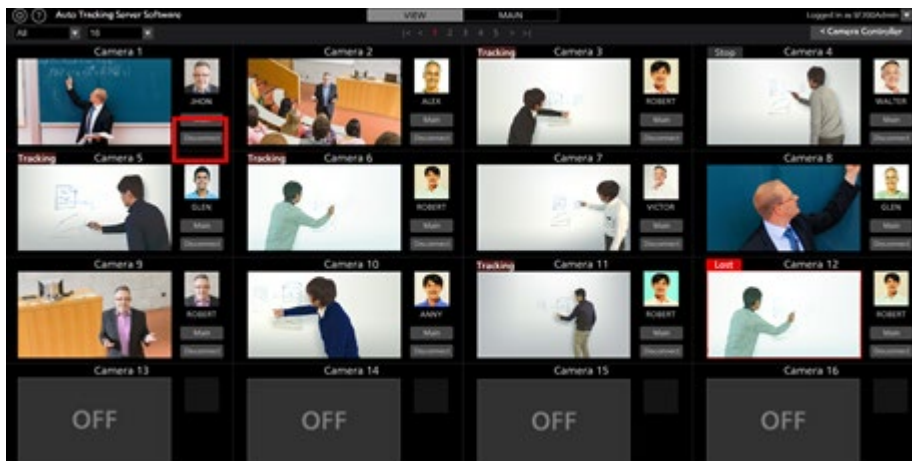 ? Auto Tracking Server Software VIEW MAIN Logged in as SF200Admin
All 16 |< < 1 2 3 4 5 > >| < Camera Controller
Camera 1 Camera 2 Tracking Camera 3 Stop Camera 4
JHON ALEX ROBERT WALTER
Main Main Main
Disconnect Disconnect Disconnect Disconnect
Tracking Camera 5 Tracking Camera 6 Camera 7 Camera 8
GLEN ROBERT VICTOR GLEN
Main Main Main Main
Disconnect Disconnect Disconnect Disconnect
Camera 9 Camera 10 Tracking Camera 11 Lost Camera 12
ROBERT ANNY ROBERT ROBERT
Main Main Main Main
Disconnect Disconnect Disconnect Disconnect
Camera 13 Camera 14 Camera 15 Camera 16
OFF OFF OFF OFF